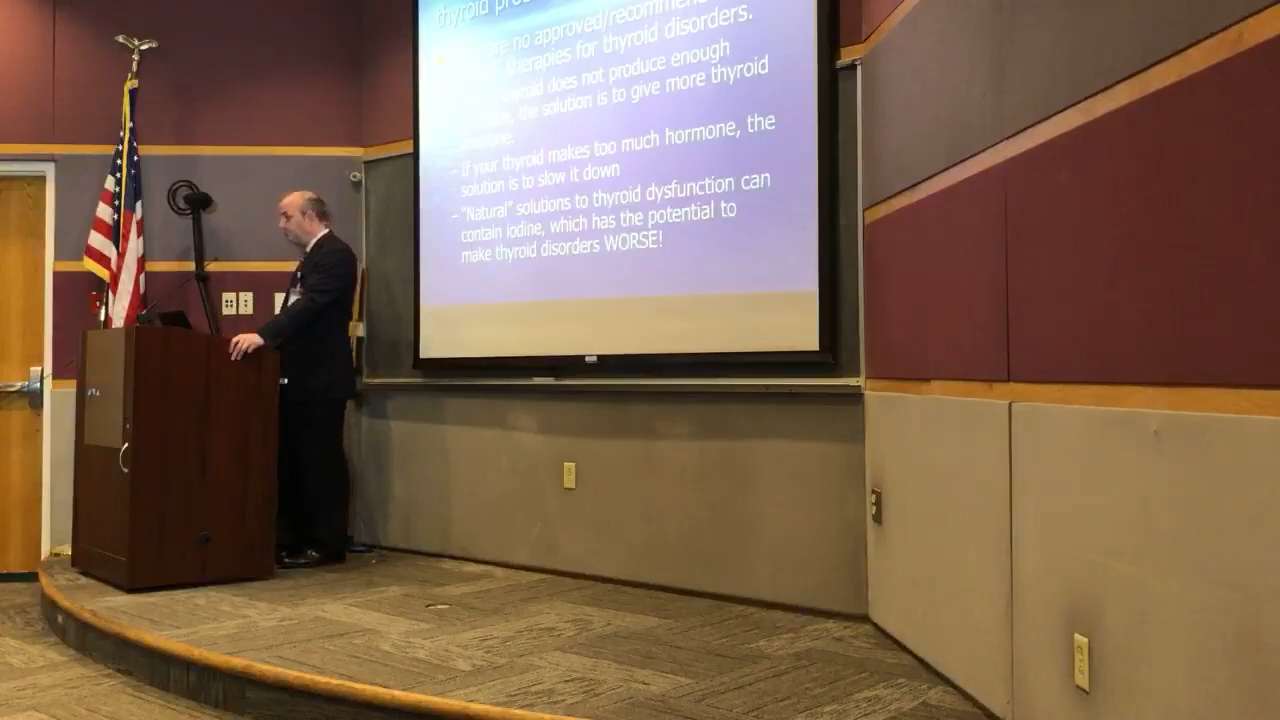 thyroid
are no approved/recommend
therapies for thyroid disorders.
does not produce enough
the solution is to give more thyroid
– If your thyroid makes too much hormone, the
solution is to slow it down
– "Natural" solutions to thyroid dysfunction can
contain iodine, which has the potential to
make thyroid disorders WORSE!